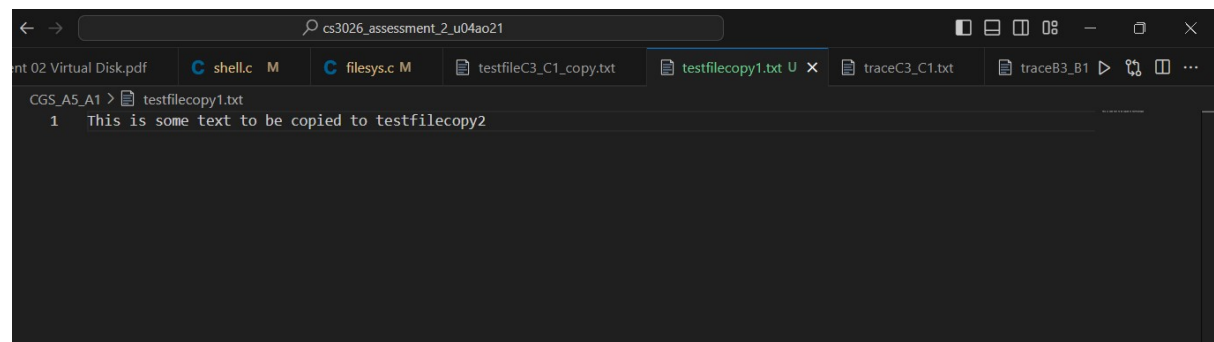 cs3026_assessment_2_u04ao21
nt 02 Virtual Disk.pdf C shell.c M C filesys.c M testfileC3_C1_copy.txt testfilecopy1.txt U traceC3_C1.txt traceB3_B1
CGS_A5_A1 > testfilecopy1.txt
1 This is some text to be copied to testfilecopy2